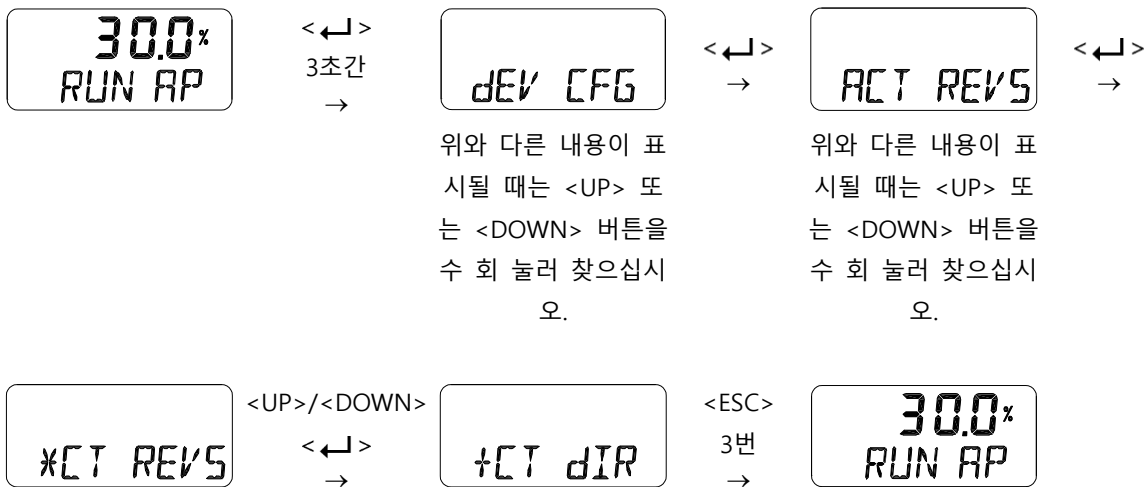 30.0%
RUN AP
<↵>
3초간
→
dEV CFG
위와 다른 내용이 표
시될 때는 <UP> 또
는 <DOWN> 버튼을
수 회 눌러 찾으십시
오.
<↵>
→
ACT REVS
위와 다른 내용이 표
시될 때는 <UP> 또
는 <DOWN> 버튼을
수 회 눌러 찾으십시
오.
<↵>
→
*CT REVS
<UP>/<DOWN>
<↵>
→
+CT dIR
<ESC>
3번
→
30.0%
RUN AP